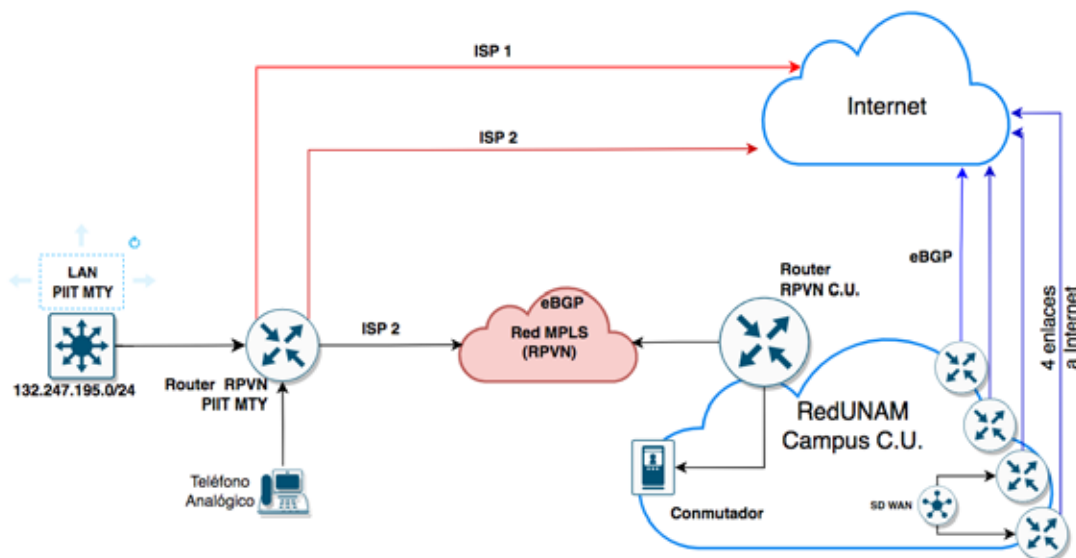 ISP 1
Internet
ISP 2
LAN
PIIT MTY
132.247.195.0/24
Router RPVN
PIIT MTY
ISP 2
eBGP
Red MPLS
(RPVN)
Router
RPVN C.U.
eBGP
4 enlaces
a Internet
RedUNAM
Campus C.U.
Teléfono
Analógico
Conmutador
SD WAN